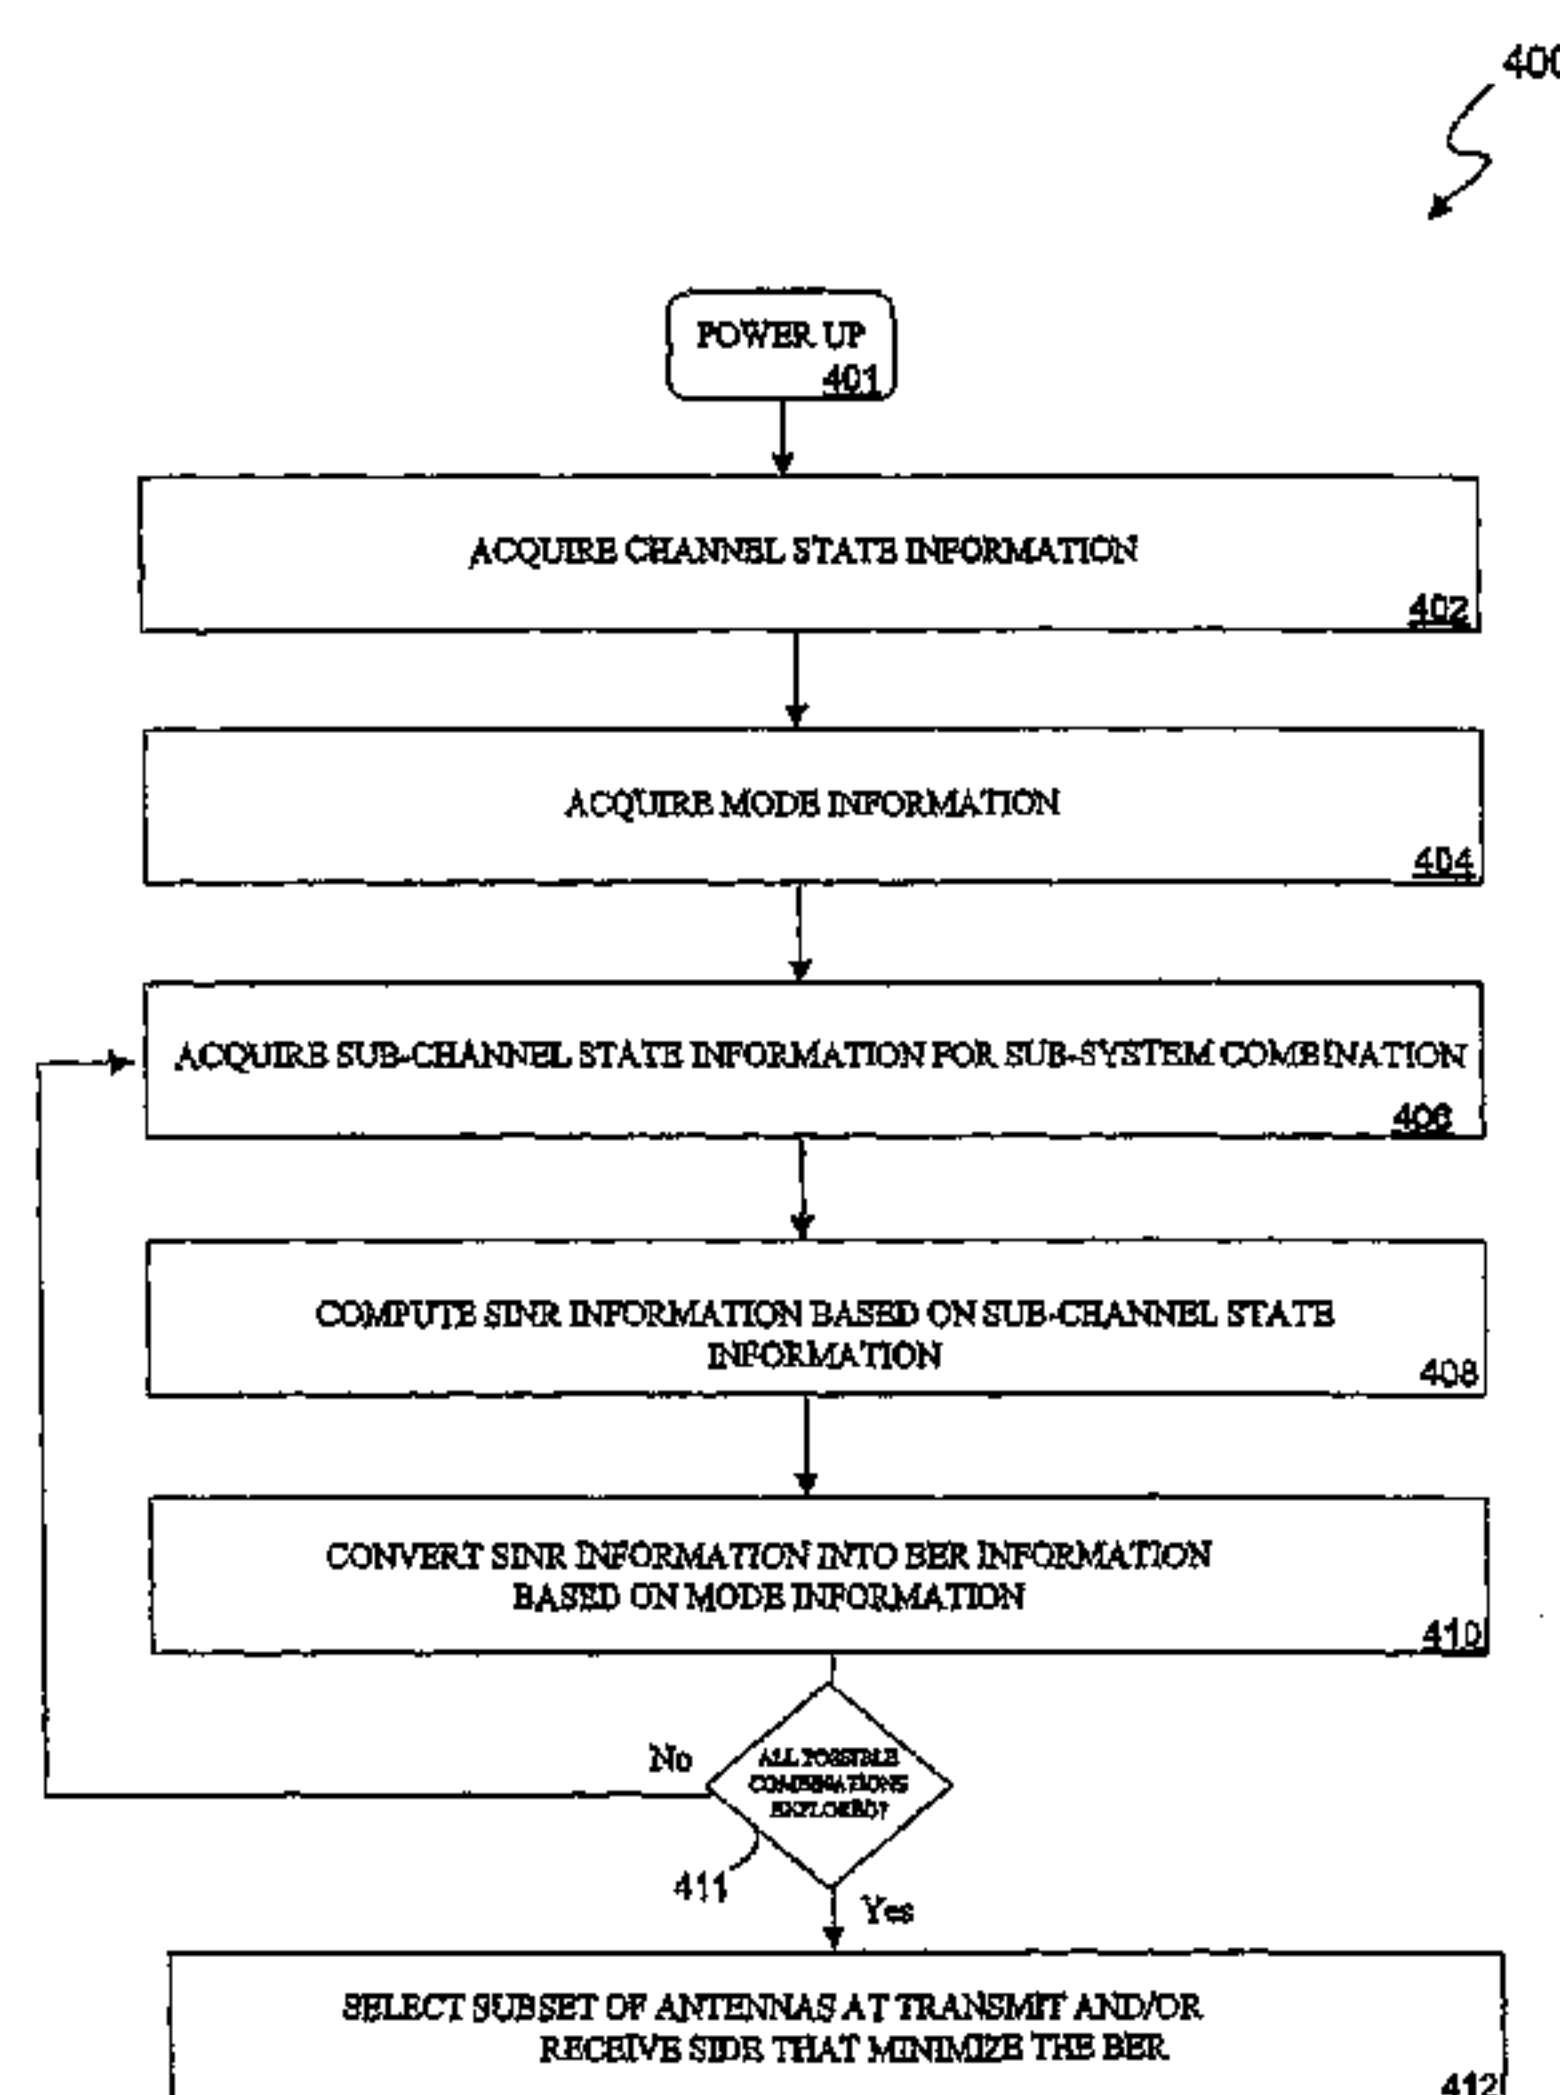 400
POWER UP
401
ACQUIRE CHANNEL STATE INFORMATION
402
ACQUIRE MODE INFORMATION
404
ACQUIRE SUB-CHANNEL STATE INFORMATION FOR SUB-SYSTEM COMBINATION
406
COMPUTE SINR INFORMATION BASED ON SUB-CHANNEL STATE
INFORMATION
408
CONVERT SINR INFORMATION INTO BER INFORMATION
BASED ON MODE INFORMATION
410
No
ALL POSSIBLE
COMBINATIONS
EXPLORED?
411
Yes
SELECT SUBSET OF ANTENNAS AT TRANSMIT AND/OR
RECEIVE SIDE THAT MINIMIZE THE BER
412